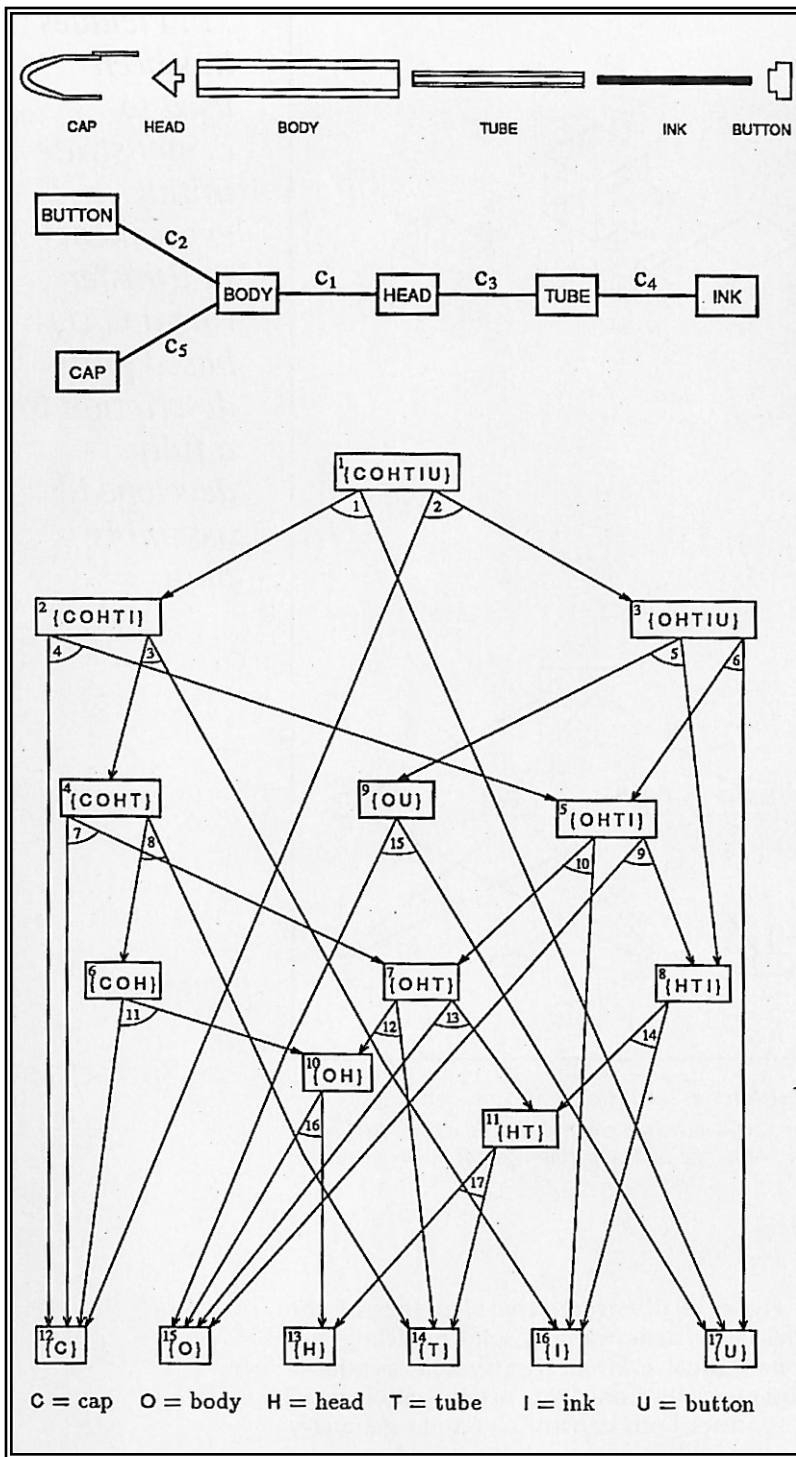 CAP HEAD BODY TUBE INK BUTTON
BUTTON
C2
BODY C1 HEAD C3 TUBE C4 INK
C5
CAP
1 {COHTIU}
1 2
2 {COHTI} 3 {OHTIU}
4 3 5 6
4 {COHT} 9 {OU} 5 {OHTI}
7 8 15 10 9
6 {COH} 7 {OHT} 8 {HTI}
11 12 13 14
10 {OH}
11 {HT}
16
17
12 {C} 15 {O} 13 {H} 14 {T} 16 {I} 17 {U}
C = cap O = body H = head T = tube I = ink U = button